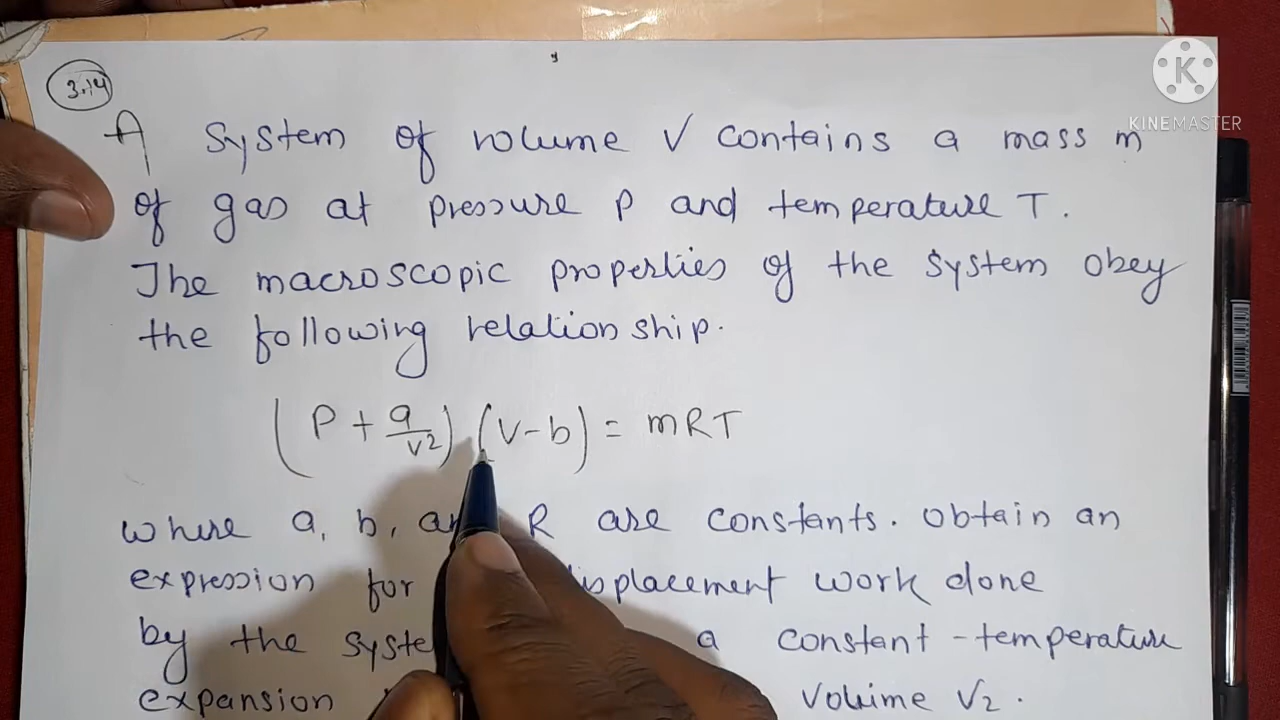 3.14
KINEMASTER
A system of volume V contains a mass m
of gas at pressure P and temperature T.
The macroscopic properties of the system obey
the following relationship.
(P + a/v²) (V-b) = mRT
where a, b, R are constants. obtain an
expression for work done
by the a constant-temperature
expansion volume V₂.